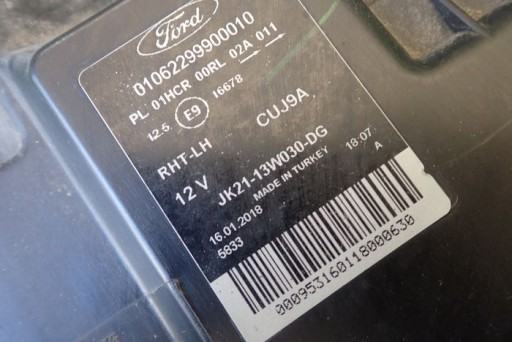 Ford
01062299900010
PL 01HCR 00RL 02A 011
12.5 E9 16678
RHT-LH CUJ9A
12 V
JK21-13W030-DG
16.01.2018 MADE IN TURKEY 18:07
5833 A
000953160118000630